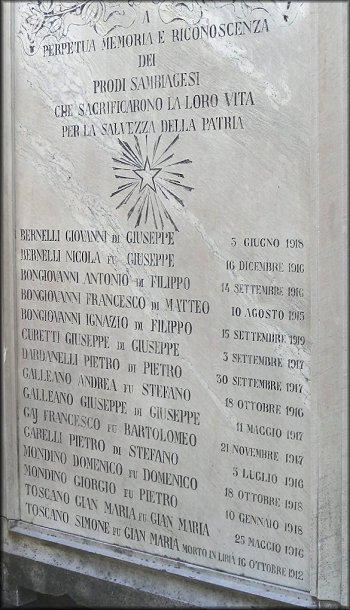 A
PERPETUA MEMORIA E RICONOSCENZA
DEI
PRODI SAMBIAGESI
CHE SACRIFICARONO LA LORO VITA
PER LA SALVEZZA DELLA PATRIA
BERNELLI GIOVANNI DI GIUSEPPE 5 GIUGNO 1918
BERNELLI NICOLA FU GIUSEPPE 16 DICEMBRE 1916
BONGIOVANNI ANTONIO DI FILIPPO 14 SETTEMBRE 1916
BONGIOVANNI FRANCESCO DI MATTEO 10 AGOSTO 1915
BONGIOVANNI IGNAZIO DI FILIPPO 15 SETTEMBRE 1919
CURETTI GIUSEPPE DI GIUSEPPE 3 SETTEMBRE 1917
DARDANELLI PIETRO DI PIETRO 30 SETTEMBRE 1917
GALLEANO ANDREA FU STEFANO 18 OTTOBRE 1916
GALLEANO GIUSEPPE DI GIUSEPPE 11 MAGGIO 1917
GAJ FRANCESCO FU BARTOLOMEO 21 NOVEMBRE 1917
GARELLI PIETRO DI STEFANO 5 LUGLIO 1916
MONDINO DOMENICO FU DOMENICO 18 OTTOBRE 1918
MONDINO GIORGIO FU PIETRO 10 GENNAIO 1918
TOSCANO GIAN MARIA FU GIAN MARIA 25 MAGGIO 1916
TOSCANO SIMONE FU GIAN MARIA MORTO IN LIBIA 16 OTTOBRE 1912